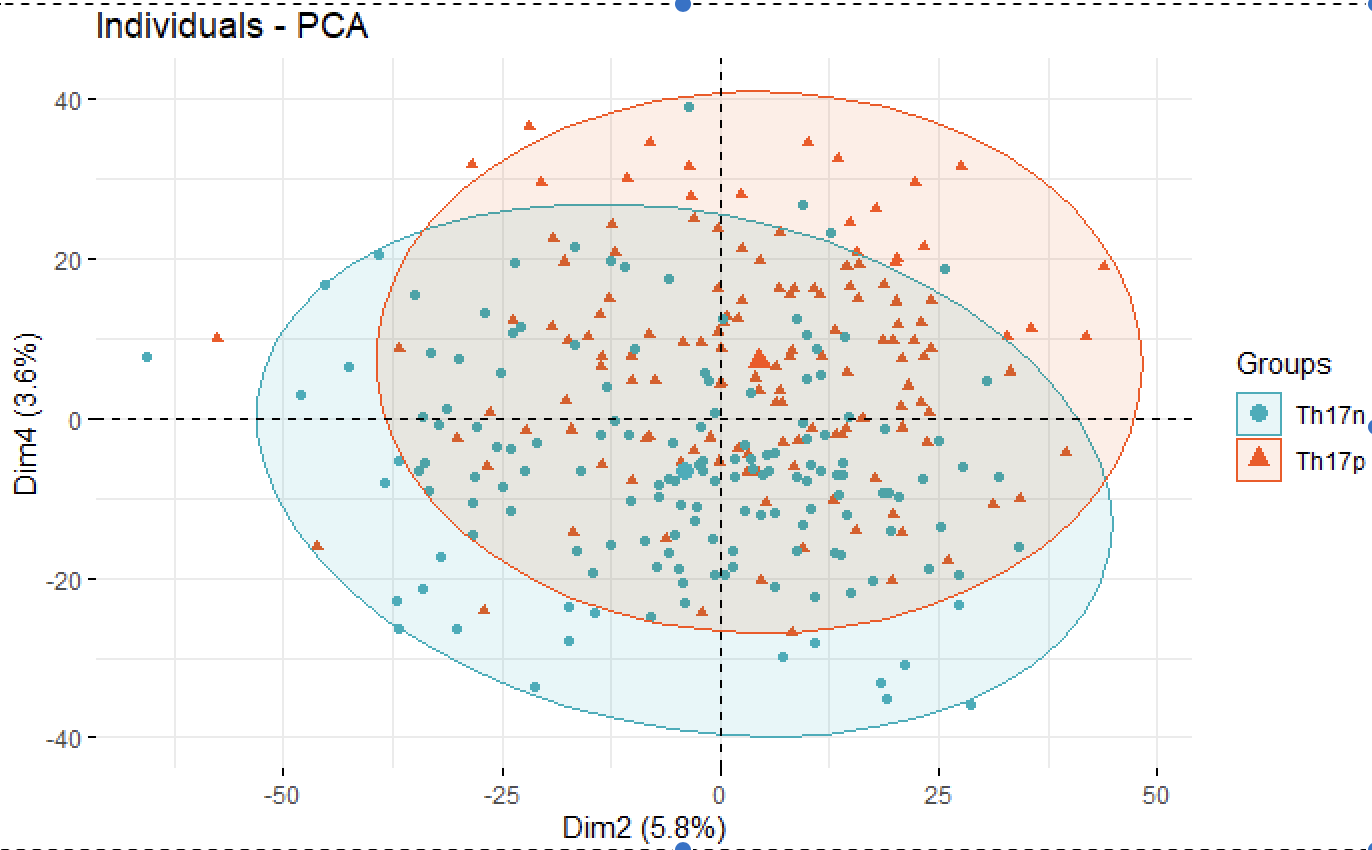 Individuals - PCA
40
20
0
-20
-40
Dim4 (3.6%)
-50
-25
0
25
50
Dim2 (5.8%)
Groups
Th17n
Th17p